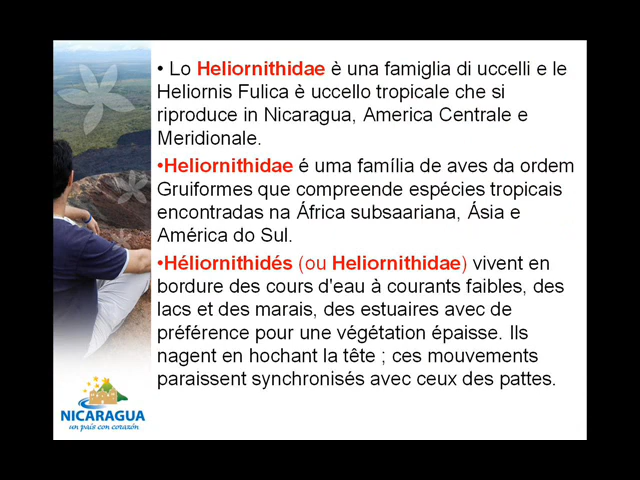 • Lo Heliornithidae è una famiglia di uccelli e le
Heliornis Fulica è uccello tropicale che si
riproduce in Nicaragua, America Centrale e
Meridionale.
•Heliornithidae é uma família de aves da ordem
Gruiformes que compreende espécies tropicais
encontradas na África subsaariana, Ásia e
América do Sul.
•Héliornithidés (ou Heliornithidae) vivent en
bordure des cours d'eau à courants faibles, des
lacs et des marais, des estuaires avec de
préférence pour une végétation épaisse. Ils
nagent en hochant la tête ; ces mouvements
paraissent synchronisés avec ceux des pattes.
NICARAGUA
un país con corazón